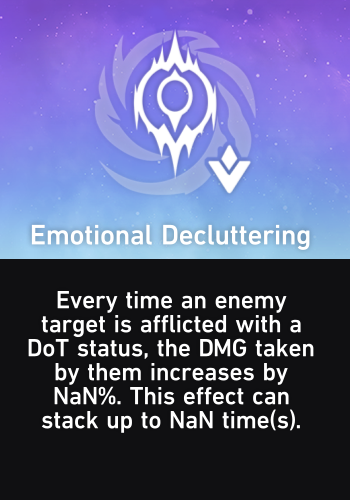 Emotional Decluttering
Every time an enemy
target is afflicted with a
DoT status, the DMG taken
by them increases by
NaN%. This effect can
stack up to NaN time(s).